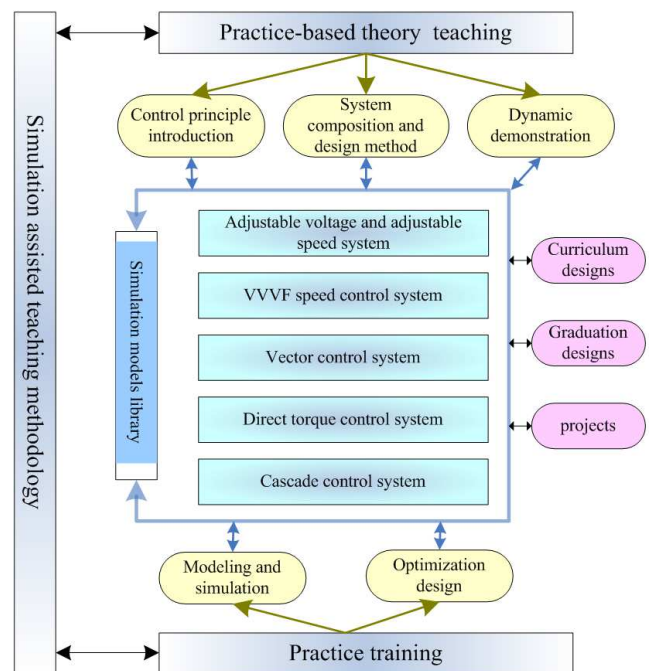 Practice-based theory teaching
Simulation assisted teaching methodology
Control principle
introduction
System
composition and
design method
Dynamic
demonstration
Simulation models library
Adjustable voltage and adjustable
speed system
VVVF speed control system
Vector control system
Direct torque control system
Cascade control system
Curriculum
designs
Graduation
designs
projects
Modeling and
simulation
Optimization
design
Practice training